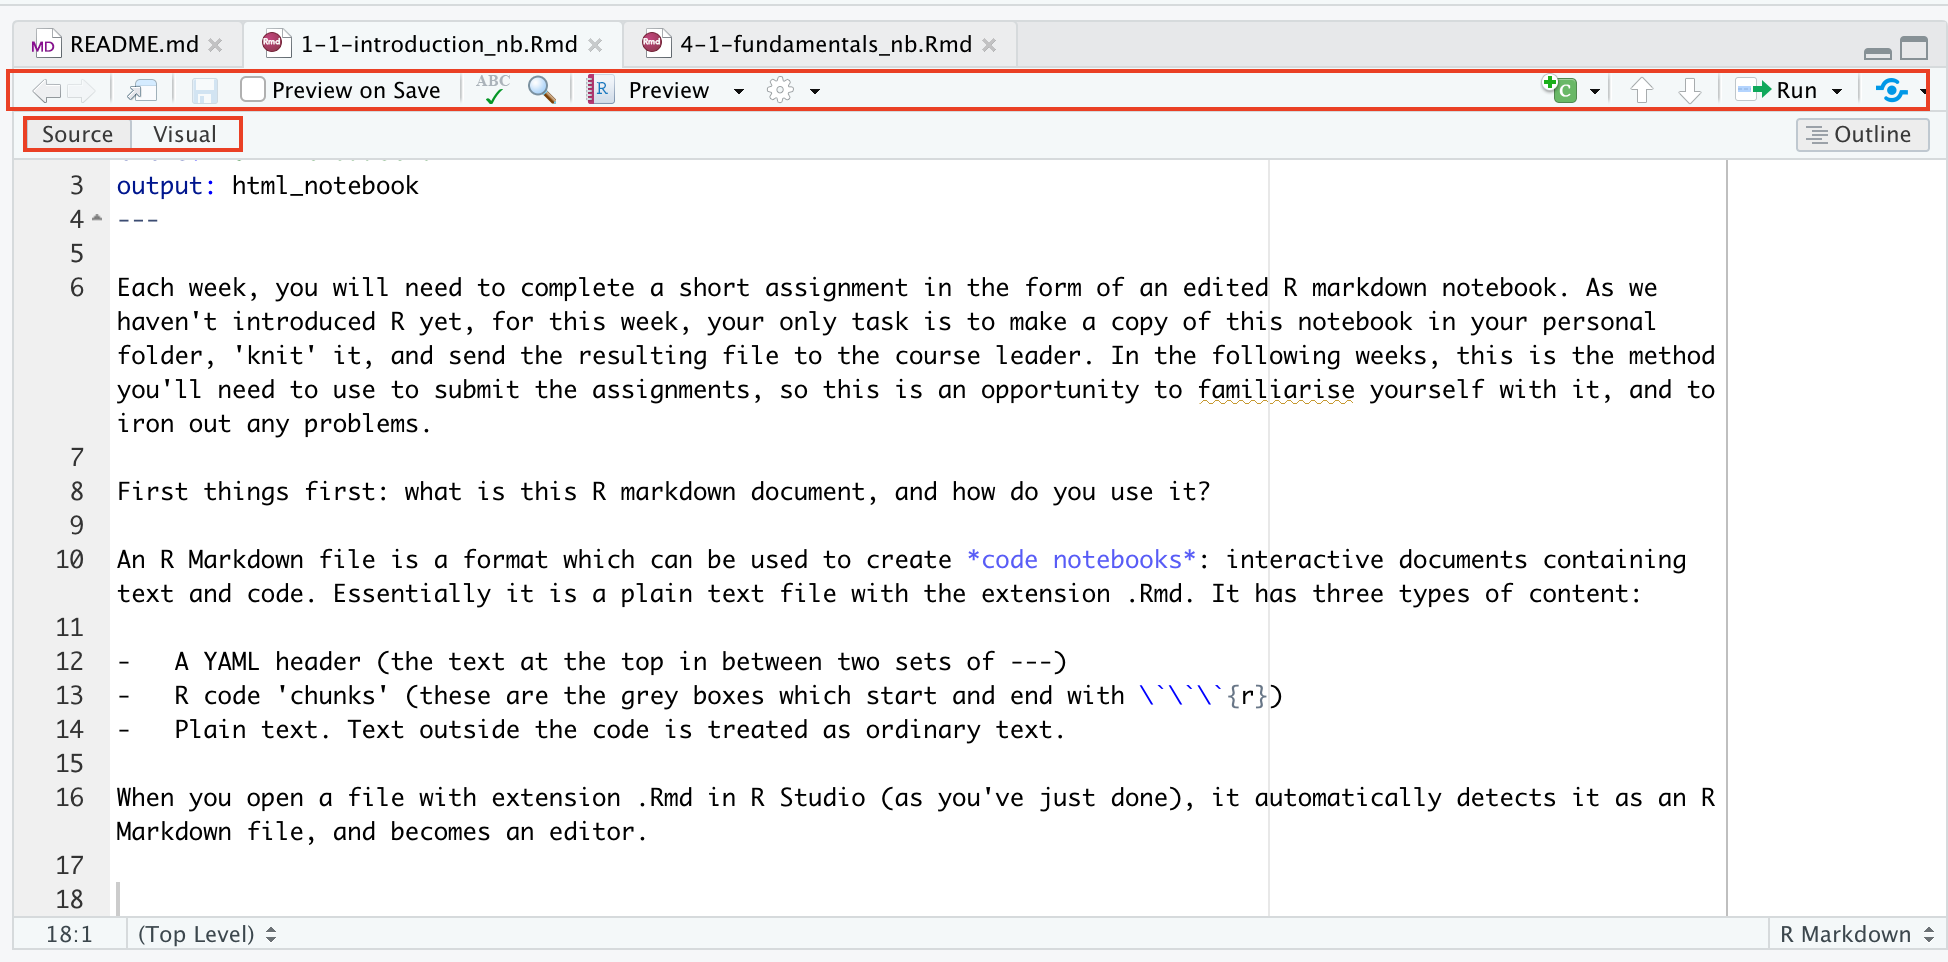 MD README.md
Rmd 1-1-introduction_nb.Rmd
Rmd 4-1-fundamentals_nb.Rmd
Preview on Save
ABC
R Preview
C
Run
Source Visual
Outline
3 output: html_notebook
4 ---
5
6 Each week, you will need to complete a short assignment in the form of an edited R markdown notebook. As we
haven't introduced R yet, for this week, your only task is to make a copy of this notebook in your personal
folder, 'knit' it, and send the resulting file to the course leader. In the following weeks, this is the method
you'll need to use to submit the assignments, so this is an opportunity to familiarise yourself with it, and to
iron out any problems.
7
8 First things first: what is this R markdown document, and how do you use it?
9
10 An R Markdown file is a format which can be used to create *code notebooks*: interactive documents containing
text and code. Essentially it is a plain text file with the extension .Rmd. It has three types of content:
11
12 -   A YAML header (the text at the top in between two sets of ---)
13 -   R code 'chunks' (these are the grey boxes which start and end with \`\`\`{r})
14 -   Plain text. Text outside the code is treated as ordinary text.
15
16 When you open a file with extension .Rmd in R Studio (as you've just done), it automatically detects it as an R
Markdown file, and becomes an editor.
17
18
18:1 (Top Level)
R Markdown